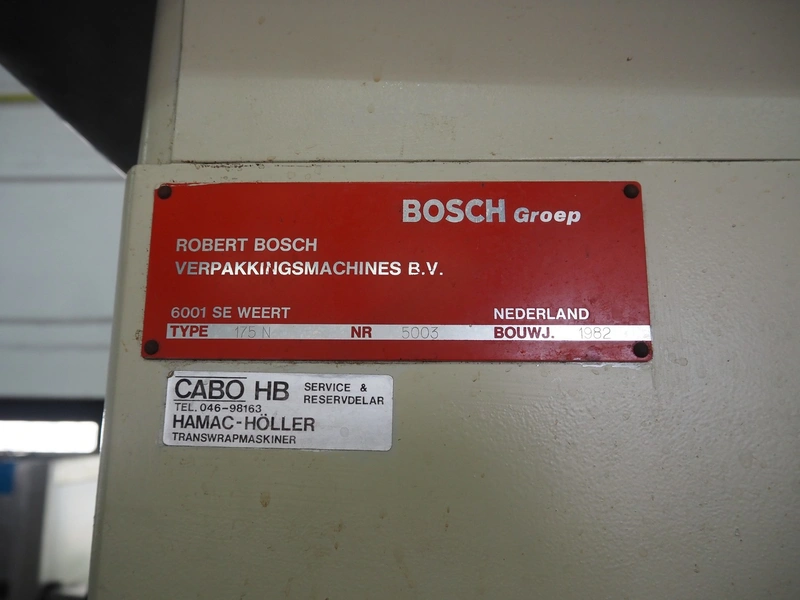 BOSCH Groep
ROBERT BOSCH
VERPAKKINGSMACHINES B.V.
6001 SE WEERT NEDERLAND
TYPE 175 N NR 5003 BOUWJ. 1982
CABO HB SERVICE & RESERVDELAR
TEL. 046-98163
HAMAC-HÖLLER
TRANSWRAPMASKINER